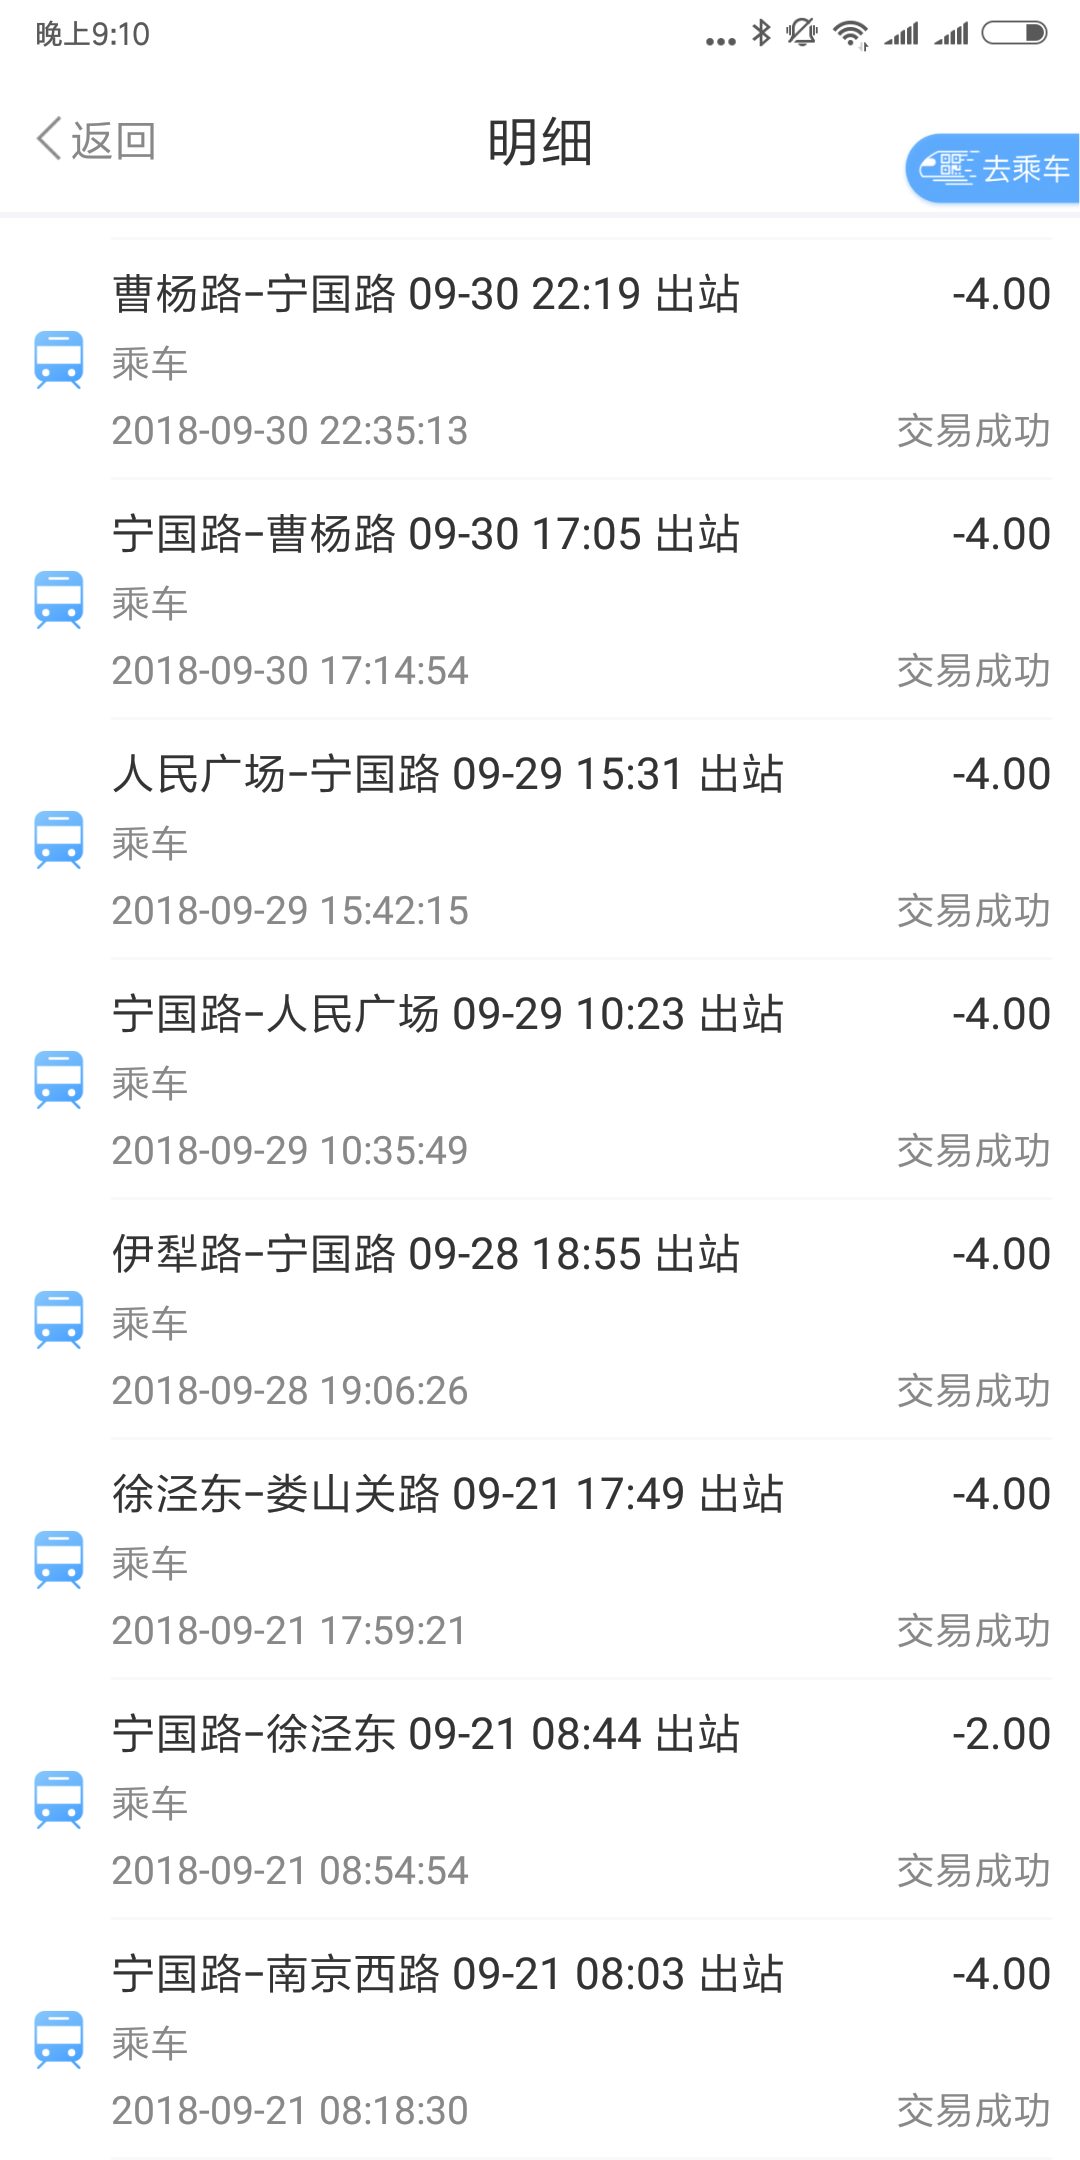 晚上9:10
返回
明细
去乘车
曹杨路-宁国路 09-30 22:19 出站 -4.00
乘车
2018-09-30 22:35:13 交易成功
宁国路-曹杨路 09-30 17:05 出站 -4.00
乘车
2018-09-30 17:14:54 交易成功
人民广场-宁国路 09-29 15:31 出站 -4.00
乘车
2018-09-29 15:42:15 交易成功
宁国路-人民广场 09-29 10:23 出站 -4.00
乘车
2018-09-29 10:35:49 交易成功
伊犁路-宁国路 09-28 18:55 出站 -4.00
乘车
2018-09-28 19:06:26 交易成功
徐泾东-娄山关路 09-21 17:49 出站 -4.00
乘车
2018-09-21 17:59:21 交易成功
宁国路-徐泾东 09-21 08:44 出站 -2.00
乘车
2018-09-21 08:54:54 交易成功
宁国路-南京西路 09-21 08:03 出站 -4.00
乘车
2018-09-21 08:18:30 交易成功